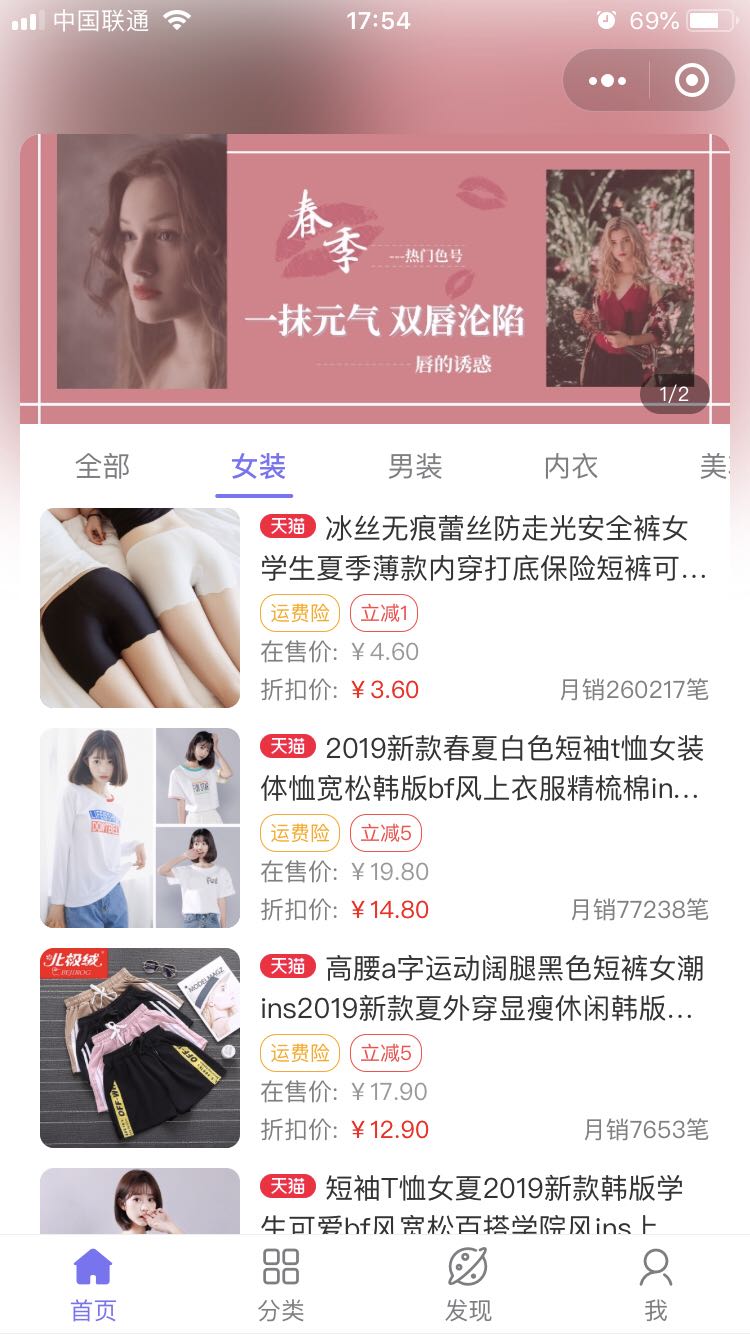 中国联通
17:54
69%
春季
---热门色号
一抹元气 双唇沦陷
唇的诱惑
1/2
全部 女装 男装 内衣 美
天猫 冰丝无痕蕾丝防走光安全裤女
学生夏季薄款内穿打底保险短裤可...
运费险 立减1
在售价: ￥4.60
折扣价: ￥3.60 月销260217笔
天猫 2019新款春夏白色短袖t恤女装
体恤宽松韩版bf风上衣服精梳棉in...
运费险 立减5
在售价: ￥19.80
折扣价: ￥14.80 月销77238笔
北极绒
BEIJIROG
MODELMAGZ
OFF-WH
OFF
天猫 高腰a字运动阔腿黑色短裤女潮
ins2019新款夏外穿显瘦休闲韩版...
运费险 立减5
在售价: ￥17.90
折扣价: ￥12.90 月销7653笔
天猫 短袖T恤女夏2019新款韩版学
生可爱bf风宽松百搭学院风ins上
首页 分类 发现 我